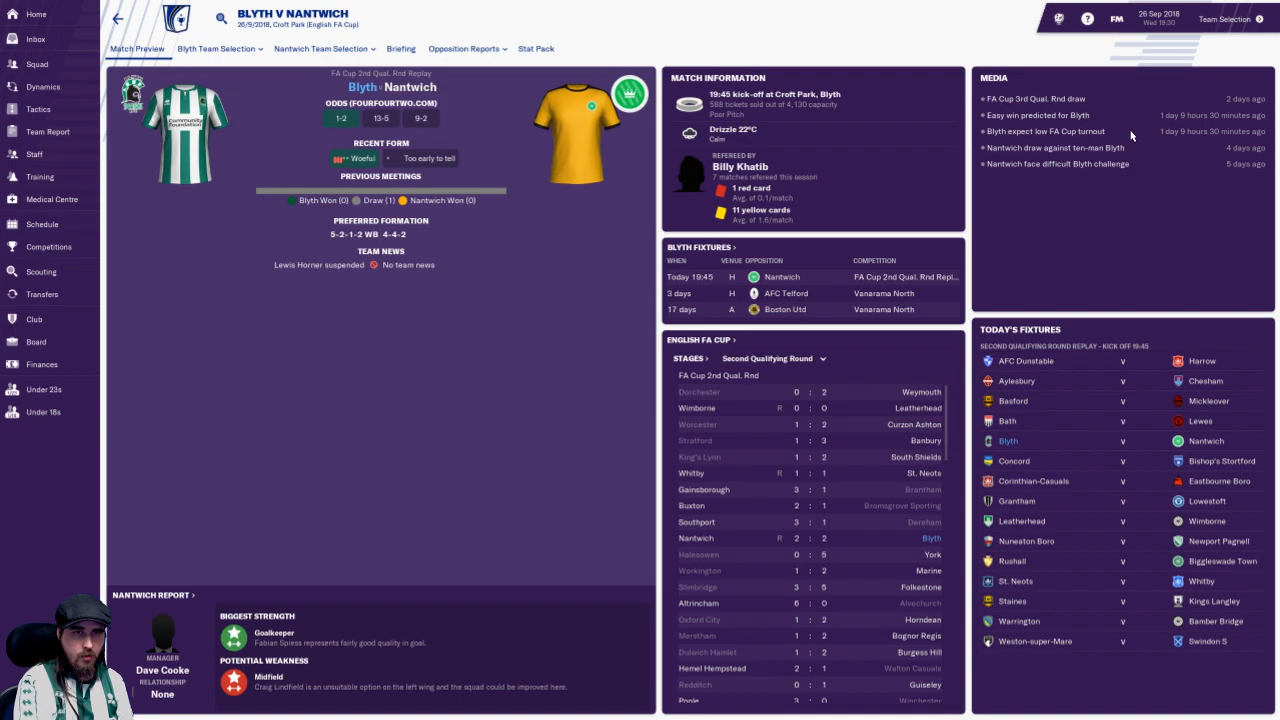 Home
Inbox
Squad
Dynamics
Tactics
Team Report
Staff
Training
Medical Centre
Schedule
Competitions
Scouting
Transfers
Club
Board
Finances
Under 23s
Under 18s
BLYTH V NANTWICH
26/9/2018, Croft Park (English FA Cup)
? FM 26 Sep 2018
Wed 19.30
Team Selection
Match Preview Blyth Team Selection Nantwich Team Selection Briefing Opposition Reports Stat Pack
FA Cup 2nd Qual. Rnd Replay
Blyth v Nantwich
ODDS (FOURFOURTWO.COM)
1-2 13-5 9-2
RECENT FORM
Woeful Too early to tell
PREVIOUS MEETINGS
Blyth Won (0) Draw (1) Nantwich Won (0)
PREFERRED FORMATION
5-2-1-2 WB 4-4-2
TEAM NEWS
Lewis Horner suspended No team news
NANTWICH REPORT >
MANAGER
Dave Cooke
RELATIONSHIP
None
BIGGEST STRENGTH
Goalkeeper
Fabian Spiess represents fairly good quality in goal.
POTENTIAL WEAKNESS
Midfield
Craig Lindfield is an unsuitable option on the left wing and the squad could be improved here.
MATCH INFORMATION
19:45 kick-off at Croft Park, Blyth
588 tickets sold out of 4,130 capacity
Poor Pitch
Drizzle 22°C
Calm
REFEREED BY
Billy Khatib
7 matches refereed this season
1 red card
Avg. of 0.1/match
11 yellow cards
Avg. of 1.6/match
BLYTH FIXTURES >
WHEN VENUE OPPOSITION COMPETITION
Today 19:45 H Nantwich FA Cup 2nd Qual. Rnd Repl...
3 days H AFC Telford Vanarama North
17 days A Boston Utd Vanarama North
ENGLISH FA CUP >
STAGES > Second Qualifying Round
FA Cup 2nd Qual. Rnd
Dorchester 0 : 2 Weymouth
Wimborne R 0 : 0 Leatherhead
Worcester 1 : 2 Curzon Ashton
Stratford 1 : 3 Banbury
King's Lynn 1 : 2 South Shields
Whitby R 1 : 1 St. Neots
Gainsborough 3 : 1 Brantham
Buxton 2 : 1 Bromsgrove Sporting
Southport 3 : 1 Dereham
Nantwich R 2 : 2 Blyth
Halesowen 0 : 5 York
Workington 1 : 2 Marine
Slimbridge 3 : 5 Folkestone
Altrincham 6 : 0 Alvechurch
Oxford City 1 : 2 Horndean
Merstham 1 : 2 Bognor Regis
Dulwich Hamlet 1 : 2 Burgess Hill
Hemel Hempstead 2 : 1 Walton Casuals
Redditch 0 : 1 Guiseley
Poole 3 : 0 Winchester
MEDIA
FA Cup 3rd Qual. Rnd draw 2 days ago
Easy win predicted for Blyth 1 day 9 hours 30 minutes ago
Blyth expect low FA Cup turnout 1 day 9 hours 30 minutes ago
Nantwich draw against ten-man Blyth 4 days ago
Nantwich face difficult Blyth challenge 5 days ago
TODAY'S FIXTURES
SECOND QUALIFYING ROUND REPLAY - KICK OFF 19:45
AFC Dunstable v Harrow
Aylesbury v Chesham
Basford v Mickleover
Bath v Lewes
Blyth v Nantwich
Concord v Bishop's Stortford
Corinthian-Casuals v Eastbourne Boro
Grantham v Lowestoft
Leatherhead v Wimborne
Nuneaton Boro v Newport Pagnell
Rushall v Biggleswade Town
St. Neots v Whitby
Staines v Kings Langley
Warrington v Bamber Bridge
Weston-super-Mare v Swindon S